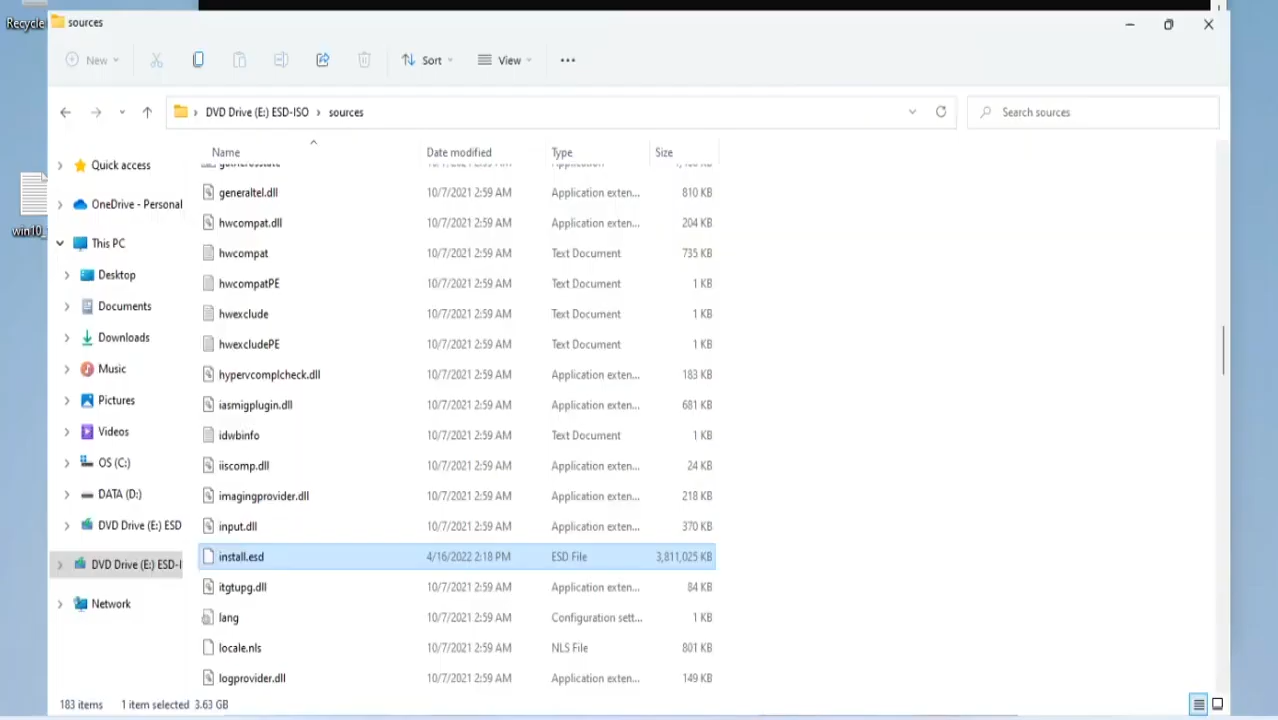 Recycle
sources
New
Sort
View
DVD Drive (E:) ESD-ISO
sources
Search sources
Name
Date modified
Type
Size
Quick access
OneDrive - Personal
This PC
Desktop
Documents
Downloads
Music
Pictures
Videos
OS (C:)
DATA (D:)
DVD Drive (E:) ESD
DVD Drive (E:) ESD-I
Network
win10_
generaltel.dll 10/7/2021 2:59 AM Application exten... 810 KB
hwcompat.dll 10/7/2021 2:59 AM Application exten... 204 KB
hwcompat 10/7/2021 2:59 AM Text Document 735 KB
hwcompatPE 10/7/2021 2:59 AM Text Document 1 KB
hwexclude 10/7/2021 2:59 AM Text Document 1 KB
hwexcludePE 10/7/2021 2:59 AM Text Document 1 KB
hypervcomplcheck.dll 10/7/2021 2:59 AM Application exten... 183 KB
iasmigplugin.dll 10/7/2021 2:59 AM Application exten... 681 KB
idwbinfo 10/7/2021 2:59 AM Text Document 1 KB
iiscomp.dll 10/7/2021 2:59 AM Application exten... 24 KB
imagingprovider.dll 10/7/2021 2:59 AM Application exten... 218 KB
input.dll 10/7/2021 2:59 AM Application exten... 370 KB
install.esd 4/16/2022 2:18 PM ESD File 3,811,025 KB
itgtupg.dll 10/7/2021 2:59 AM Application exten... 84 KB
lang 10/7/2021 2:59 AM Configuration sett... 1 KB
locale.nls 10/7/2021 2:59 AM NLS File 801 KB
logprovider.dll 10/7/2021 2:59 AM Application exten... 149 KB
183 items 1 item selected 3.63 GB